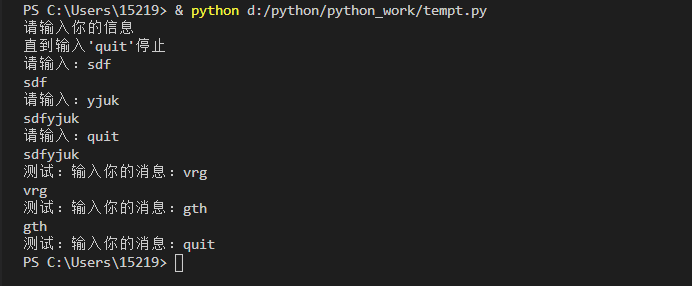 PS C:\Users\15219> & python d:/python/python_work/tempt.py
请输入你的信息
直到输入'quit'停止
请输入：sdf
sdf
请输入：yjuk
sdfyjuk
请输入：quit
sdfyjuk
测试：输入你的消息：vrg
vrg
测试：输入你的消息：gth
gth
测试：输入你的消息：quit
PS C:\Users\15219>